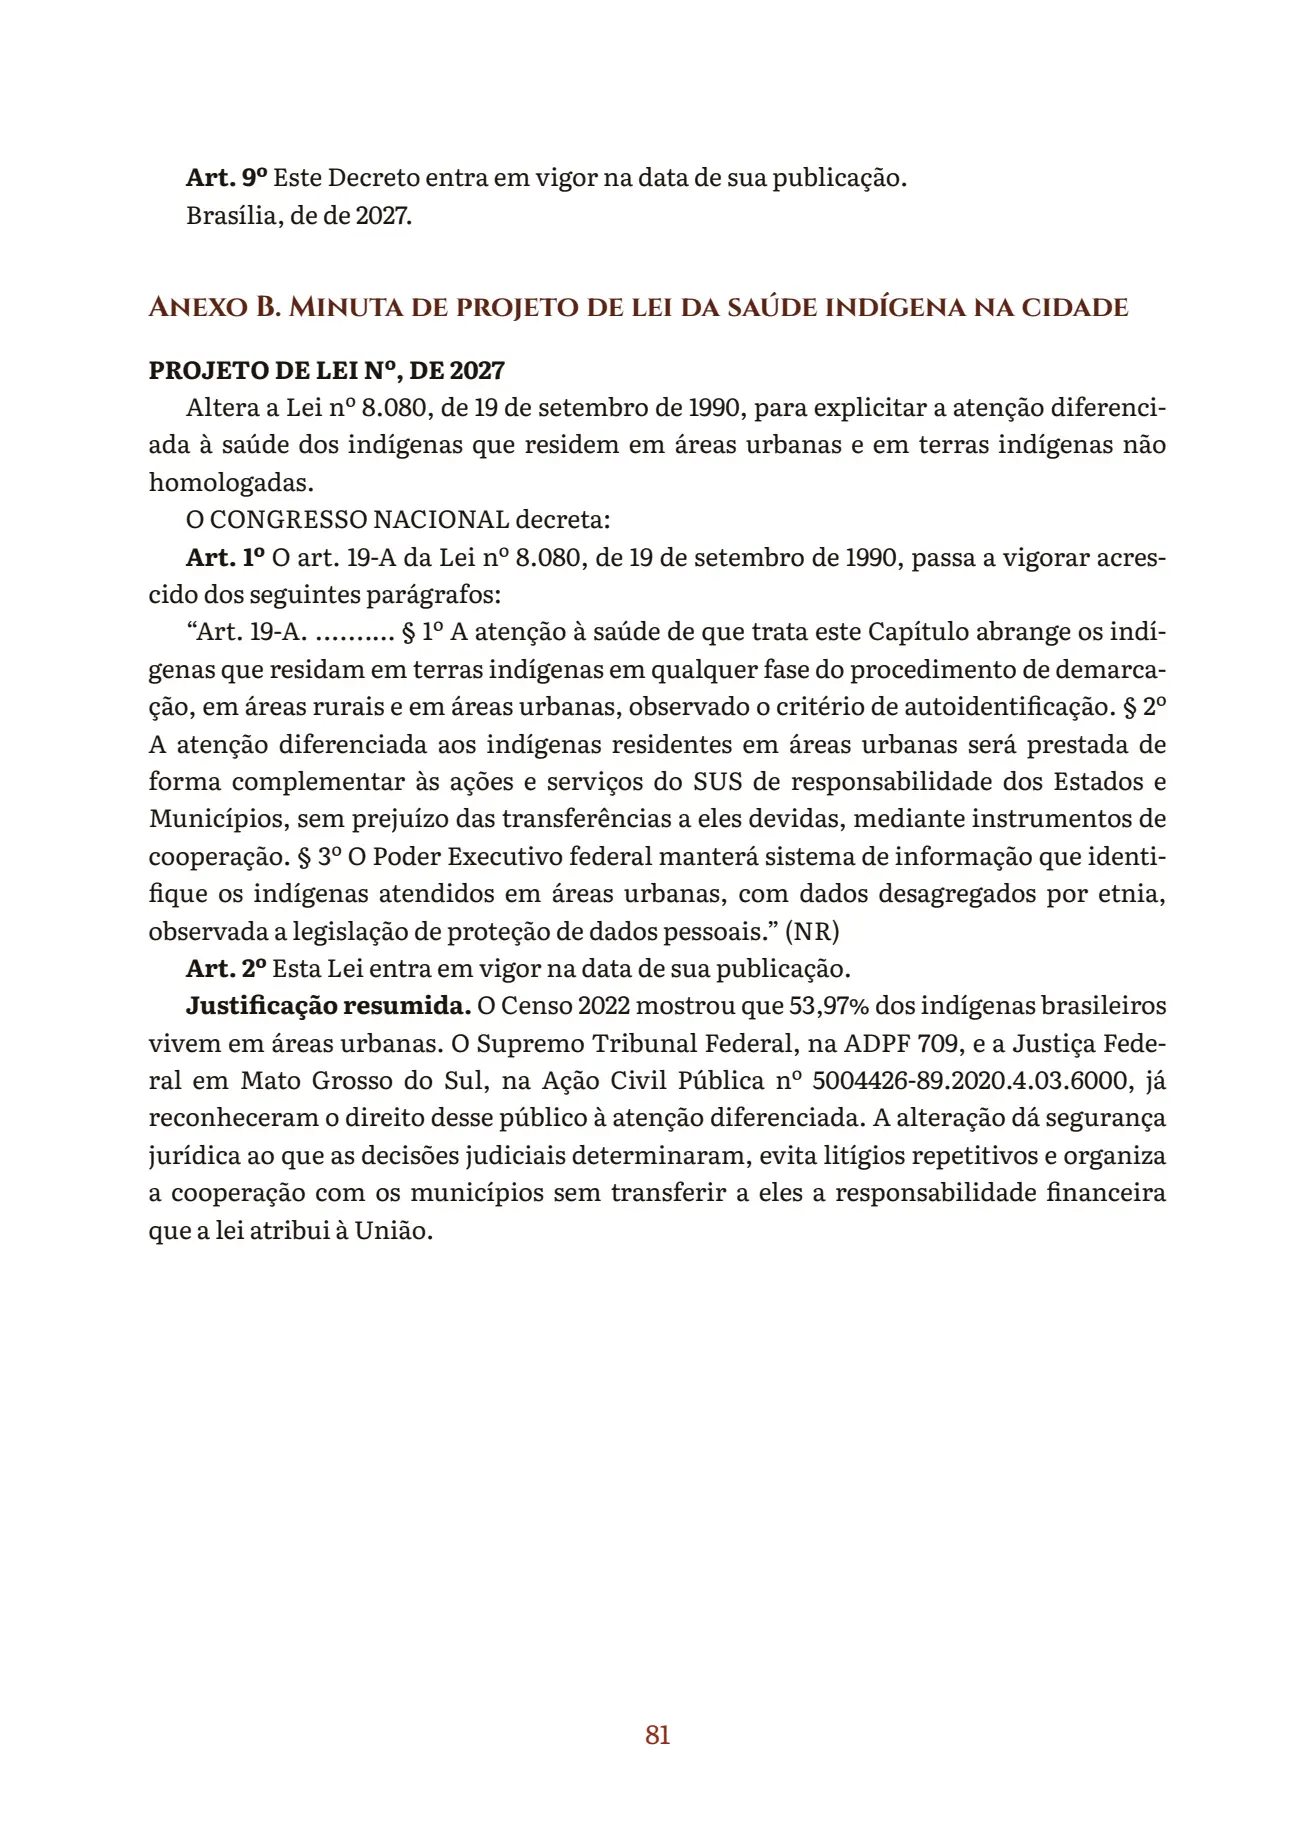 Art. 9º Este Decreto entra em vigor na data de sua publicação.
Brasília, de de 2027.
Anexo B. Minuta de projeto de lei da saúde indígena na cidade
PROJETO DE LEI Nº, DE 2027
Altera a Lei nº 8.080, de 19 de setembro de 1990, para explicitar a atenção diferenci-
ada à saúde dos indígenas que residem em áreas urbanas e em terras indígenas não
homologadas.
O CONGRESSO NACIONAL decreta:
Art. 1º O art. 19-A da Lei nº 8.080, de 19 de setembro de 1990, passa a vigorar acres-
cido dos seguintes parágrafos:
“Art. 19-A. .......... § 1º A atenção à saúde de que trata este Capítulo abrange os indí-
genas que residam em terras indígenas em qualquer fase do procedimento de demarca-
ção, em áreas rurais e em áreas urbanas, observado o critério de autoidentificação. § 2º
A atenção diferenciada aos indígenas residentes em áreas urbanas será prestada de
forma complementar às ações e serviços do SUS de responsabilidade dos Estados e
Municípios, sem prejuízo das transferências a eles devidas, mediante instrumentos de
cooperação. § 3º O Poder Executivo federal manterá sistema de informação que identi-
fique os indígenas atendidos em áreas urbanas, com dados desagregados por etnia,
observada a legislação de proteção de dados pessoais.” (NR)
Art. 2º Esta Lei entra em vigor na data de sua publicação.
Justificação resumida. O Censo 2022 mostrou que 53,97% dos indígenas brasileiros
vivem em áreas urbanas. O Supremo Tribunal Federal, na ADPF 709, e a Justiça Fede-
ral em Mato Grosso do Sul, na Ação Civil Pública nº 5004426-89.2020.4.03.6000, já
reconheceram o direito desse público à atenção diferenciada. A alteração dá segurança
jurídica ao que as decisões judiciais determinaram, evita litígios repetitivos e organiza
a cooperação com os municípios sem transferir a eles a responsabilidade financeira
que a lei atribui à União.
81